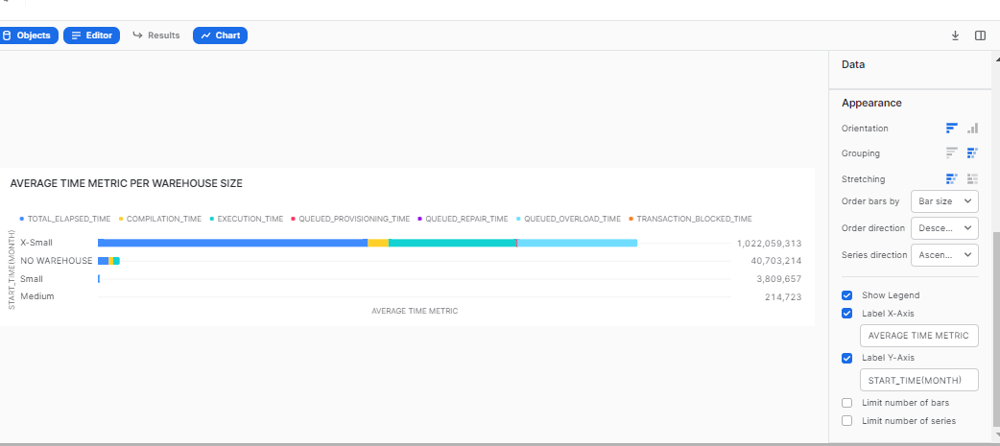 Objects
Editor
Results
Chart
Data
Appearance
Orientation
Grouping
Stretching
Order bars by
Bar size
Order direction
Desce...
Series direction
Ascen...
Show Legend
Label X-Axis
AVERAGE TIME METRIC
Label Y-Axis
START_TIME(MONTH)
Limit number of bars
Limit number of series
AVERAGE TIME METRIC PER WAREHOUSE SIZE
TOTAL_ELAPSED_TIME COMPILATION_TIME EXECUTION_TIME QUEUED_PROVISIONING_TIME QUEUED_REPAIR_TIME QUEUED_OVERLOAD_TIME TRANSACTION_BLOCKED_TIME
START_TIME(MONTH)
X-Small 1,022,059,313
NO WAREHOUSE 40,703,214
Small 3,809,657
Medium 214,723
AVERAGE TIME METRIC